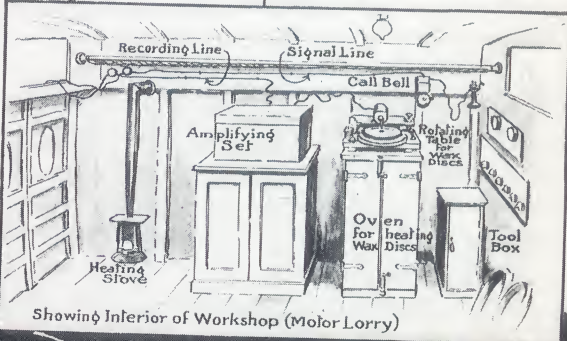 Recording Line
Signal Line
Call Bell
Amplifying
Set
Rotating
Table
for
Wax
Discs
Oven
for heating
Wax Discs
Tool
Box
Heating
Stove
Showing Interior of Workshop (Motor Lorry)